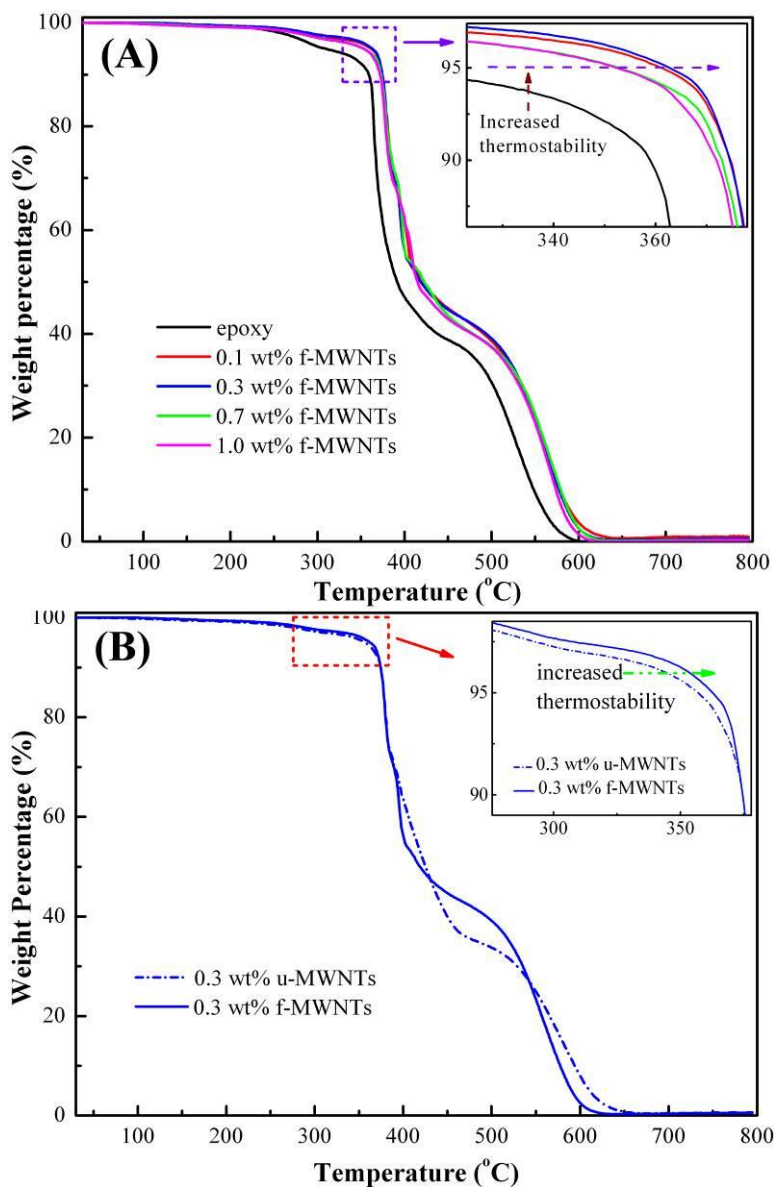 100
80
60
40
20
0
Weight percentage (%)
(A)
95
90
340
360
Increased
thermostability
epoxy
0.1 wt% f-MWNTs
0.3 wt% f-MWNTs
0.7 wt% f-MWNTs
1.0 wt% f-MWNTs
100 200 300 400 500 600 700 800
Temperature (°C)
100
80
60
40
20
0
Weight Percentage (%)
(B)
95
90
300
350
increased
thermostability
0.3 wt% u-MWNTs
0.3 wt% f-MWNTs
0.3 wt% u-MWNTs
0.3 wt% f-MWNTs
100 200 300 400 500 600 700 800
Temperature (°C)